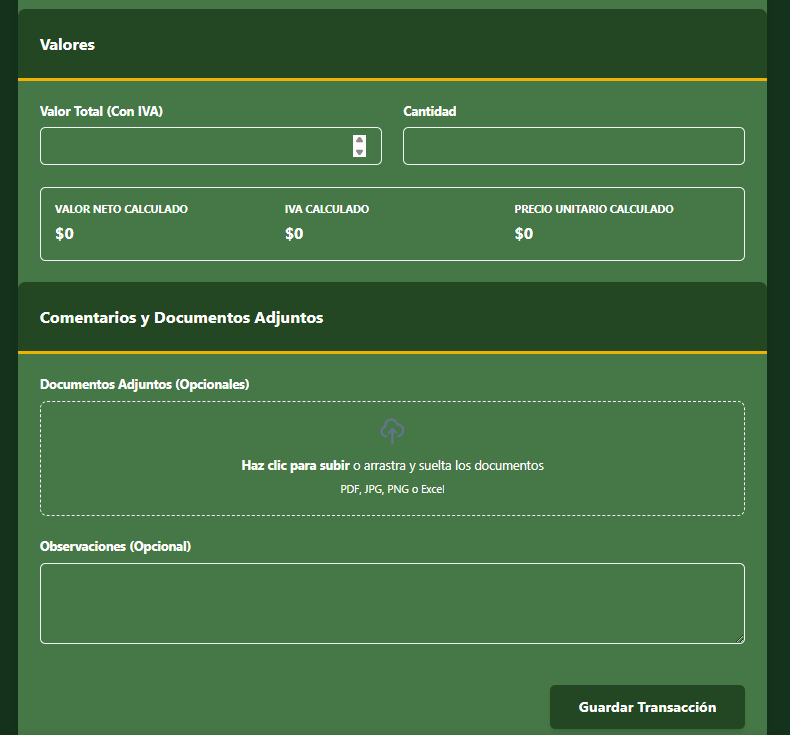 Valores
Valor Total (Con IVA)
Cantidad
VALOR NETO CALCULADO
IVA CALCULADO
PRECIO UNITARIO CALCULADO
$0
$0
$0
Comentarios y Documentos Adjuntos
Documentos Adjuntos (Opcionales)
Haz clic para subir o arrastra y suelta los documentos
PDF, JPG, PNG o Excel
Observaciones (Opcional)
Guardar Transacción